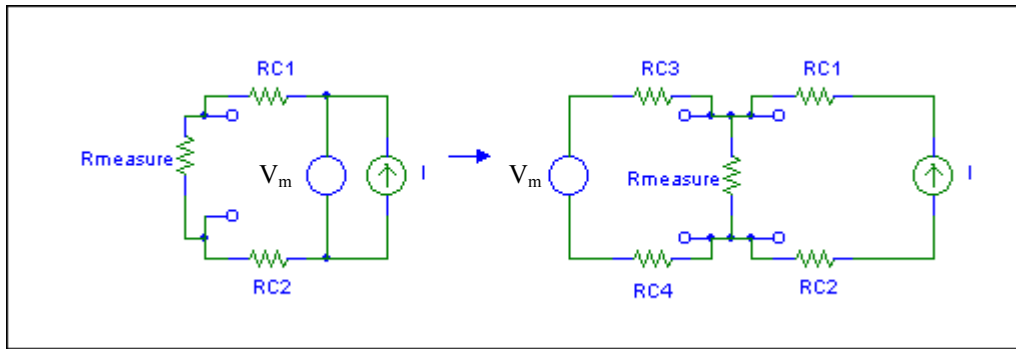 RC1
Rmeasure
Vm
I
RC2
RC3
RC1
Vm
Rmeasure
I
RC4
RC2